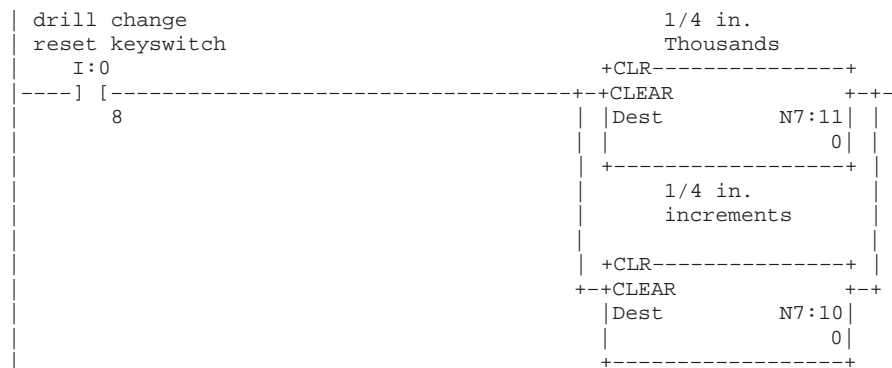 drill change 1/4 in.
reset keyswitch Thousands
I:0 +CLR---------------+
|----] [-----------------------------------+-+CLEAR +-+-
8 | |Dest N7:11| |
| | 0| |
| +------------------+ |
| 1/4 in. |
| increments |
| |
| +CLR---------------+ |
+-+CLEAR +-+
|Dest N7:10|
| 0|
+------------------+